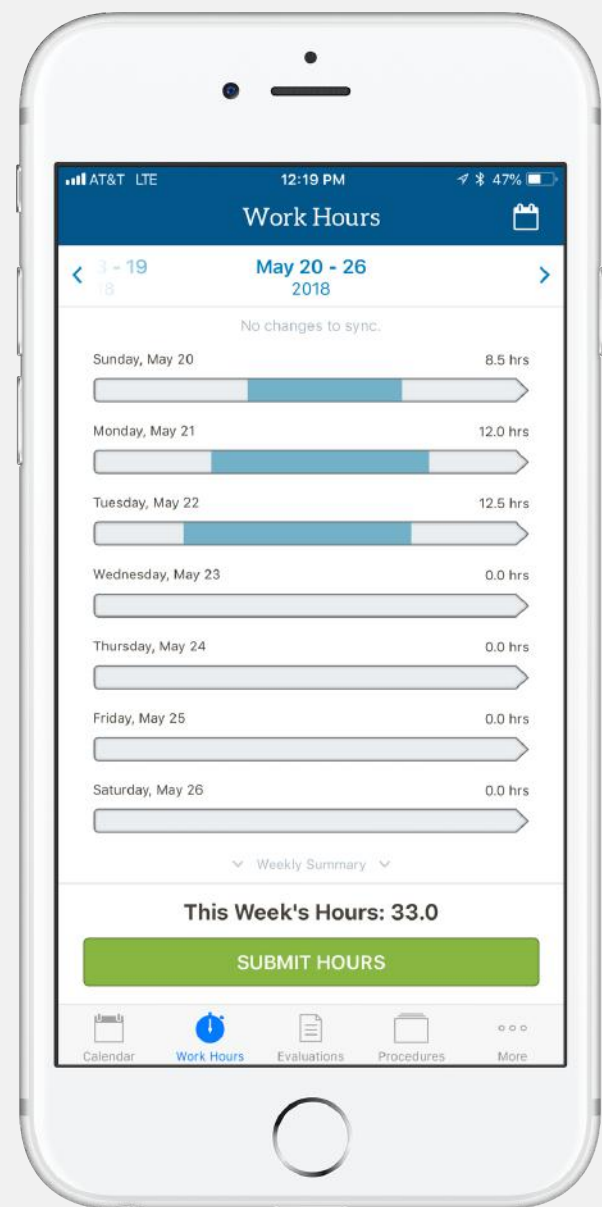 AT&T LTE 12:19 PM 47%
Work Hours
3 - 19 May 20 - 26
18 2018
No changes to sync.
Sunday, May 20 8.5 hrs
Monday, May 21 12.0 hrs
Tuesday, May 22 12.5 hrs
Wednesday, May 23 0.0 hrs
Thursday, May 24 0.0 hrs
Friday, May 25 0.0 hrs
Saturday, May 26 0.0 hrs
Weekly Summary
This Week's Hours: 33.0
SUBMIT HOURS
Calendar Work Hours Evaluations Procedures More